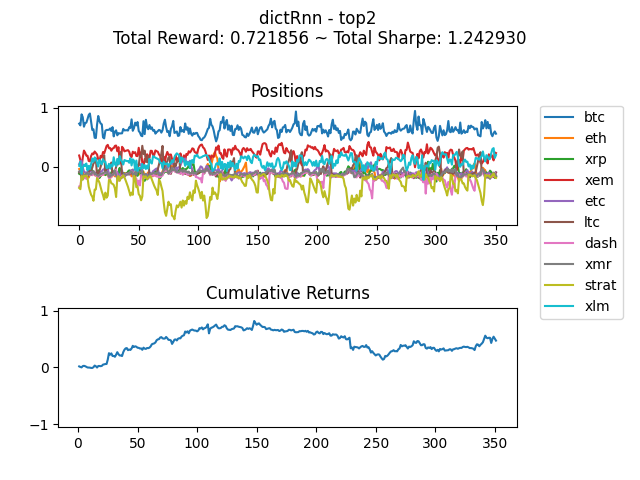 dictRnn - top2
Total Reward: 0.721856 ~ Total Sharpe: 1.242930
Positions
1
0
0 50 100 150 200 250 300 350
btc
eth
xrp
xem
etc
ltc
dash
xmr
strat
xlm
Cumulative Returns
1
0
−1
0 50 100 150 200 250 300 350